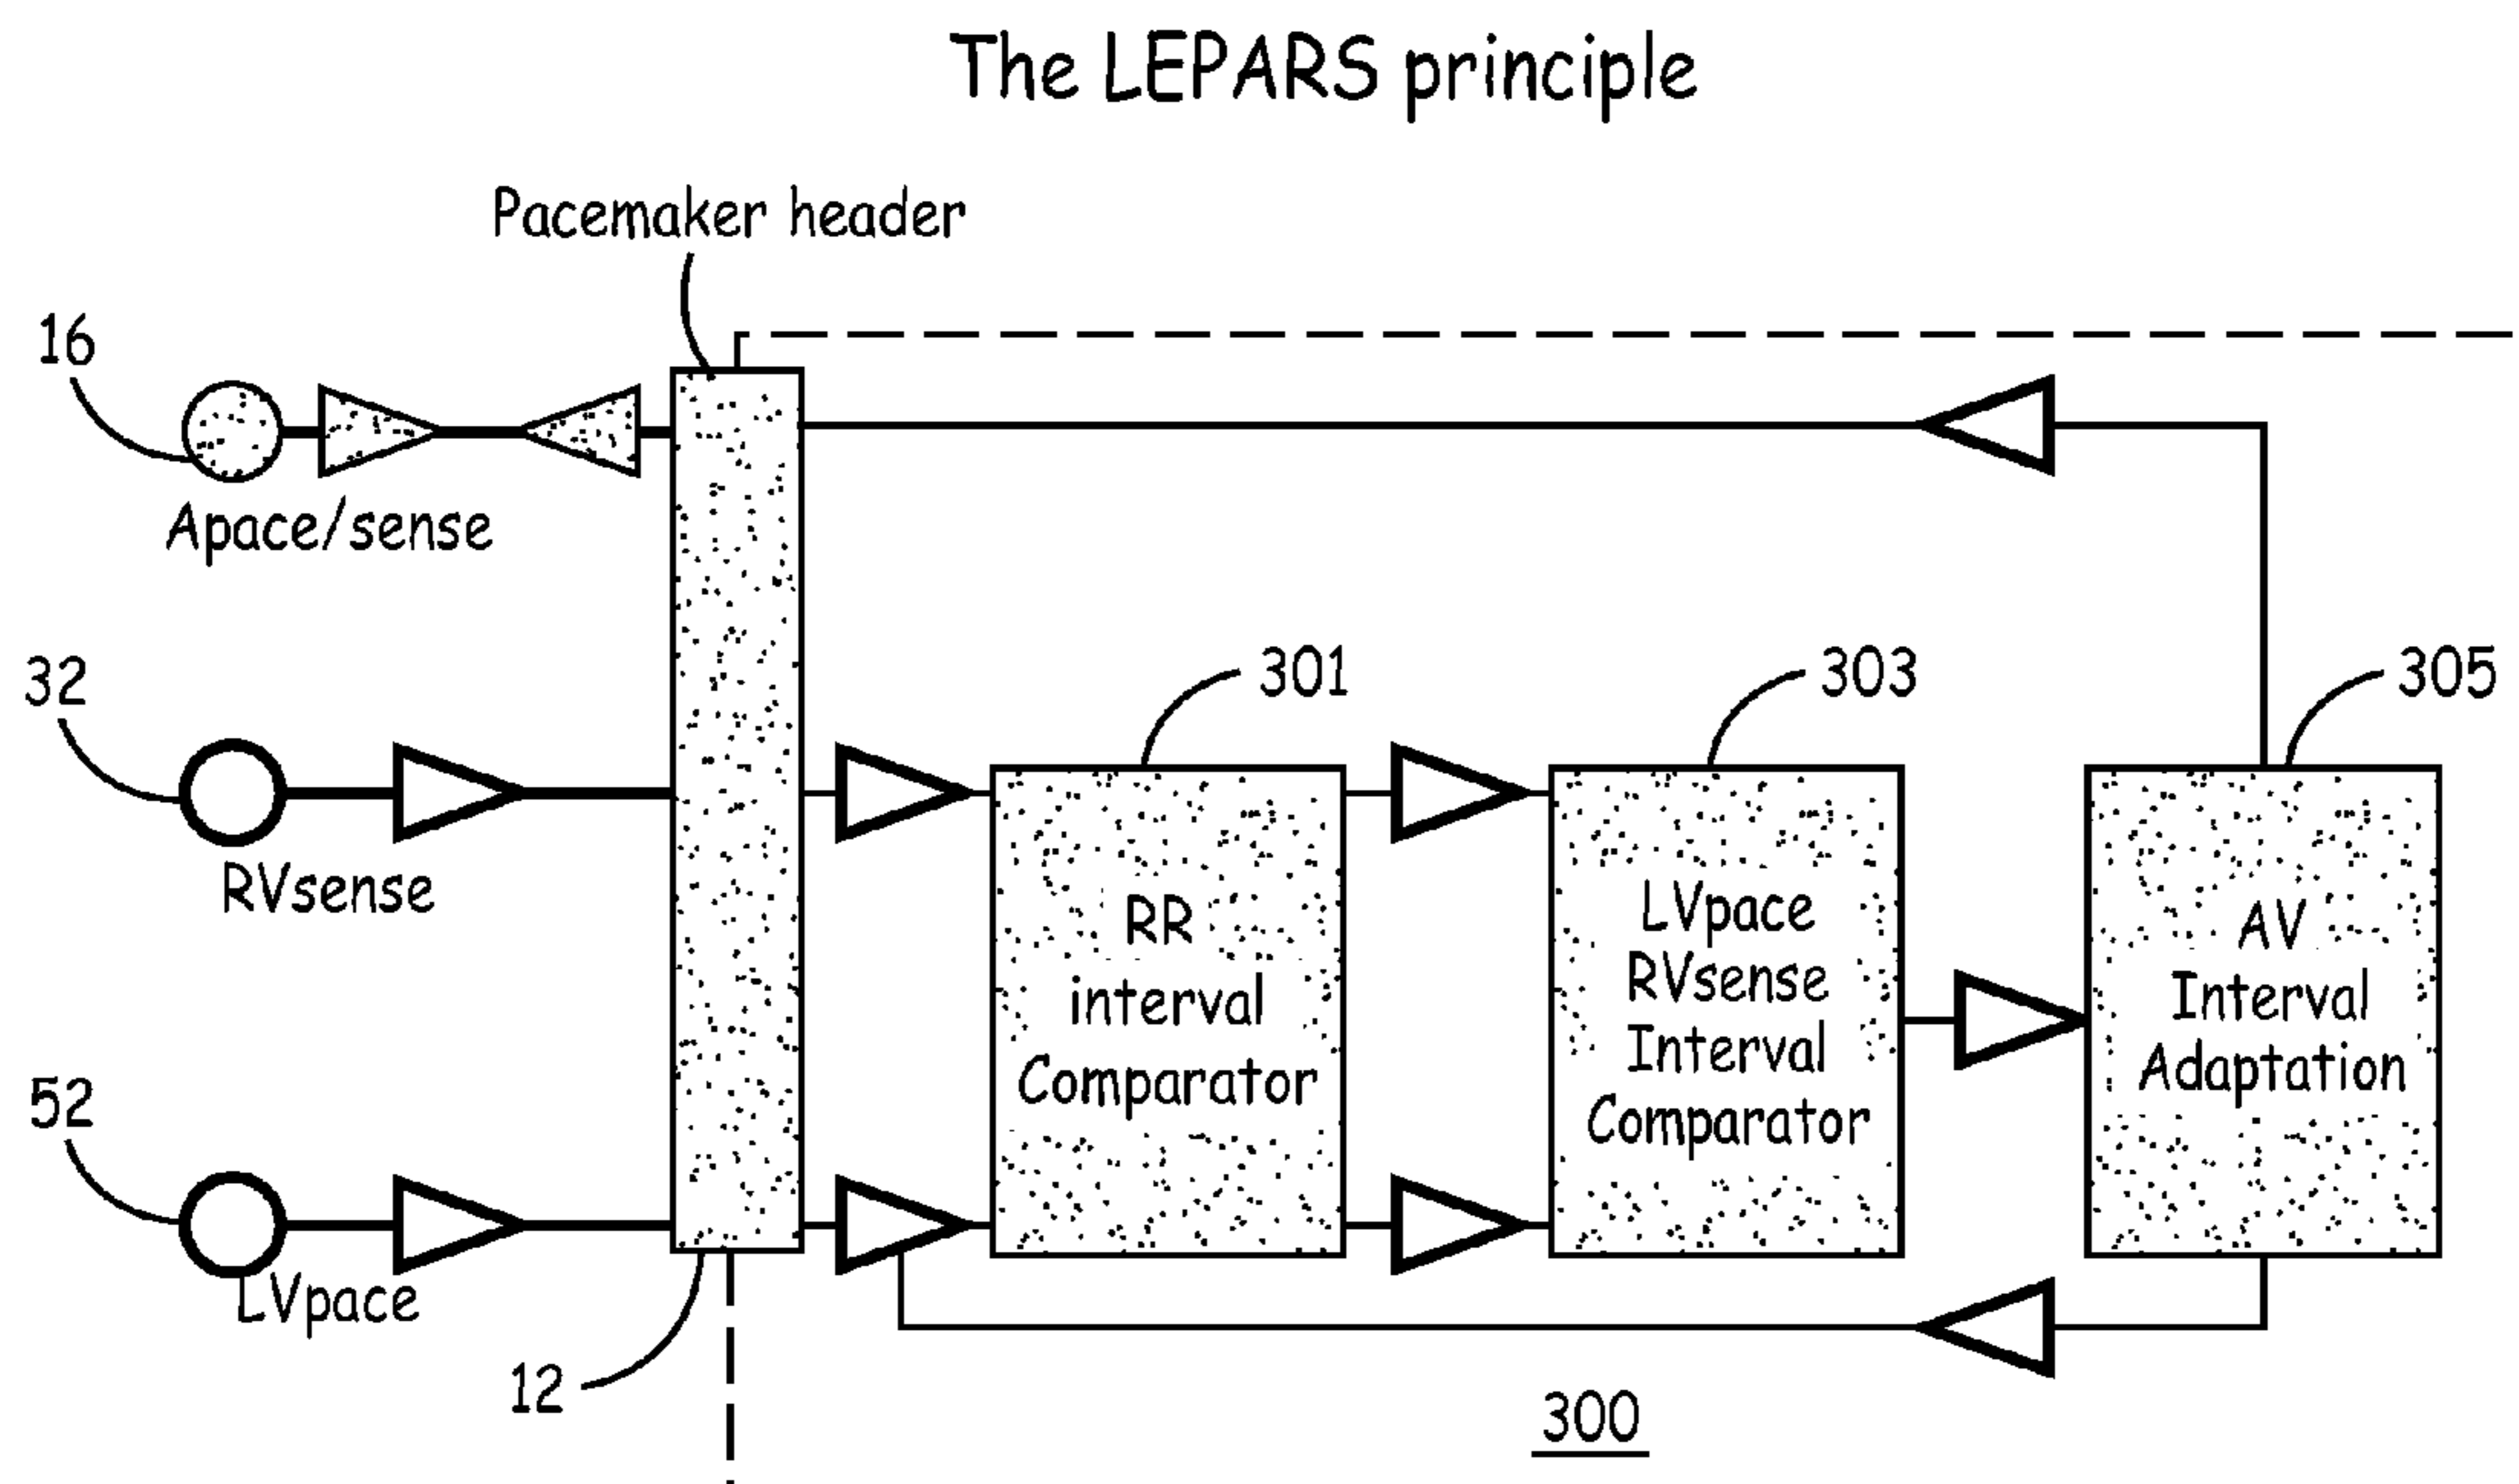 The LEPARS principle
Pacemaker header
16
Apace/sense
32
301
303
305
RVsense
RR
interval
Comparator
LVpace
RVsense
Interval
Comparator
AV
Interval
Adaptation
52
LVpace
12
300